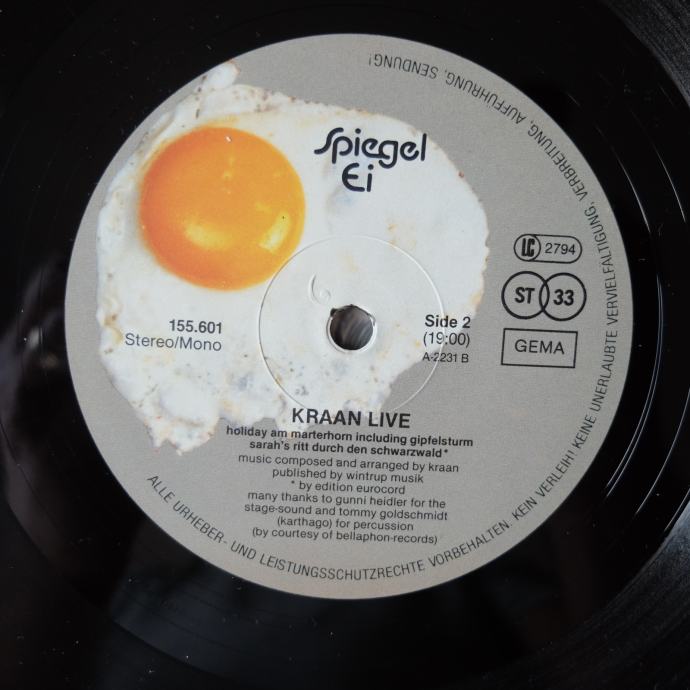 Spiegel
Ei
LC 2794
ST 33
GEMA
155.601
Stereo/Mono
Side 2
(19:00)
A-2231 B
KRAAN LIVE
holiday am marterhorn including gipfelsturm
sarah's ritt durch den schwarzwald*
music composed and arranged by kraan
published by wintrup musik
* by edition eurocord
many thanks to gunni heidler for the
stage-sound and tommy goldschmidt
(karthago) for percussion
(by courtesy of bellaphon-records)
ALLE URHEBER- UND LEISTUNGSSCHUTZRECHTE VORBEHALTEN. KEIN VERLEIH! KEINE UNERLAUBTE VERVIELFÄLTIGUNG, VERBREITUNG, AUFFÜHRUNG, SENDUNG!